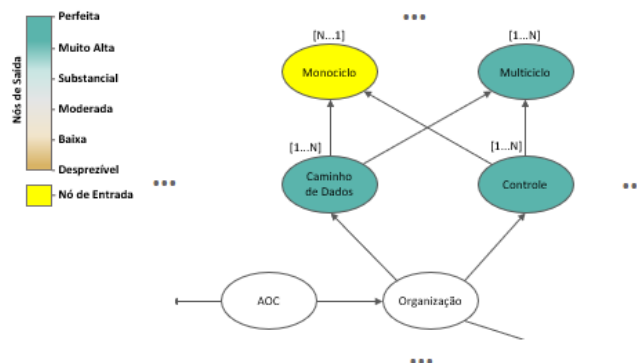 Nós de Saída
Perfeita
Muito Alta
Substancial
Moderada
Baixa
Desprezível
Nó de Entrada
[N...1]
[1...N]
Monociclo
Multiciclo
[1...N]
[1...N]
Caminho
de Dados
Controle
AOC
Organização